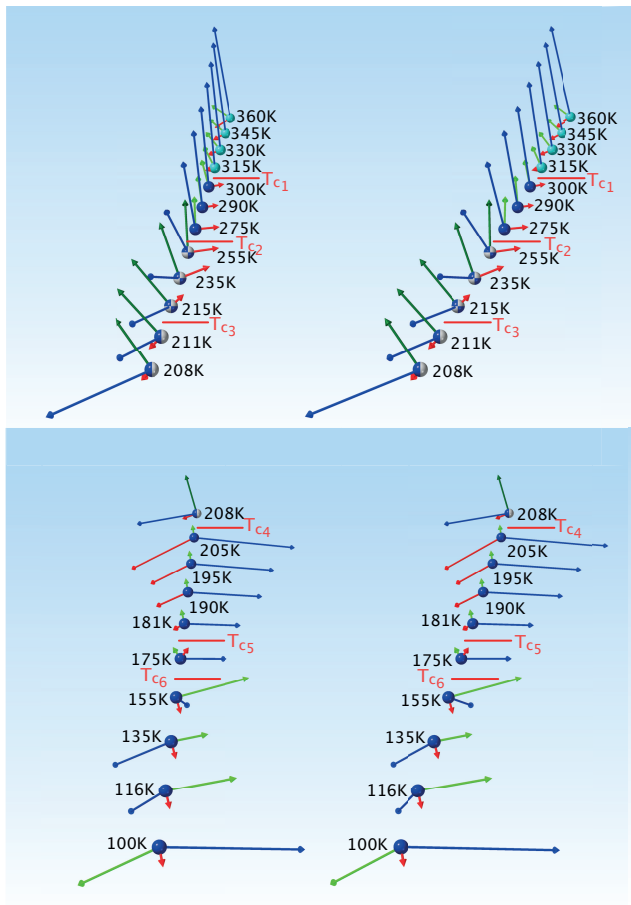 360K 360K
345K 345K
330K 330K
315K 315K
Tc1 Tc1
300K 300K
290K 290K
275K 275K
Tc2 Tc2
255K 255K
235K 235K
215K 215K
Tc3 Tc3
211K 211K
208K 208K
208K 208K
Tc4 Tc4
205K 205K
195K 195K
190K 190K
181K 181K
Tc5 Tc5
175K 175K
Tc6 Tc6
155K 155K
135K 135K
116K 116K
100K 100K